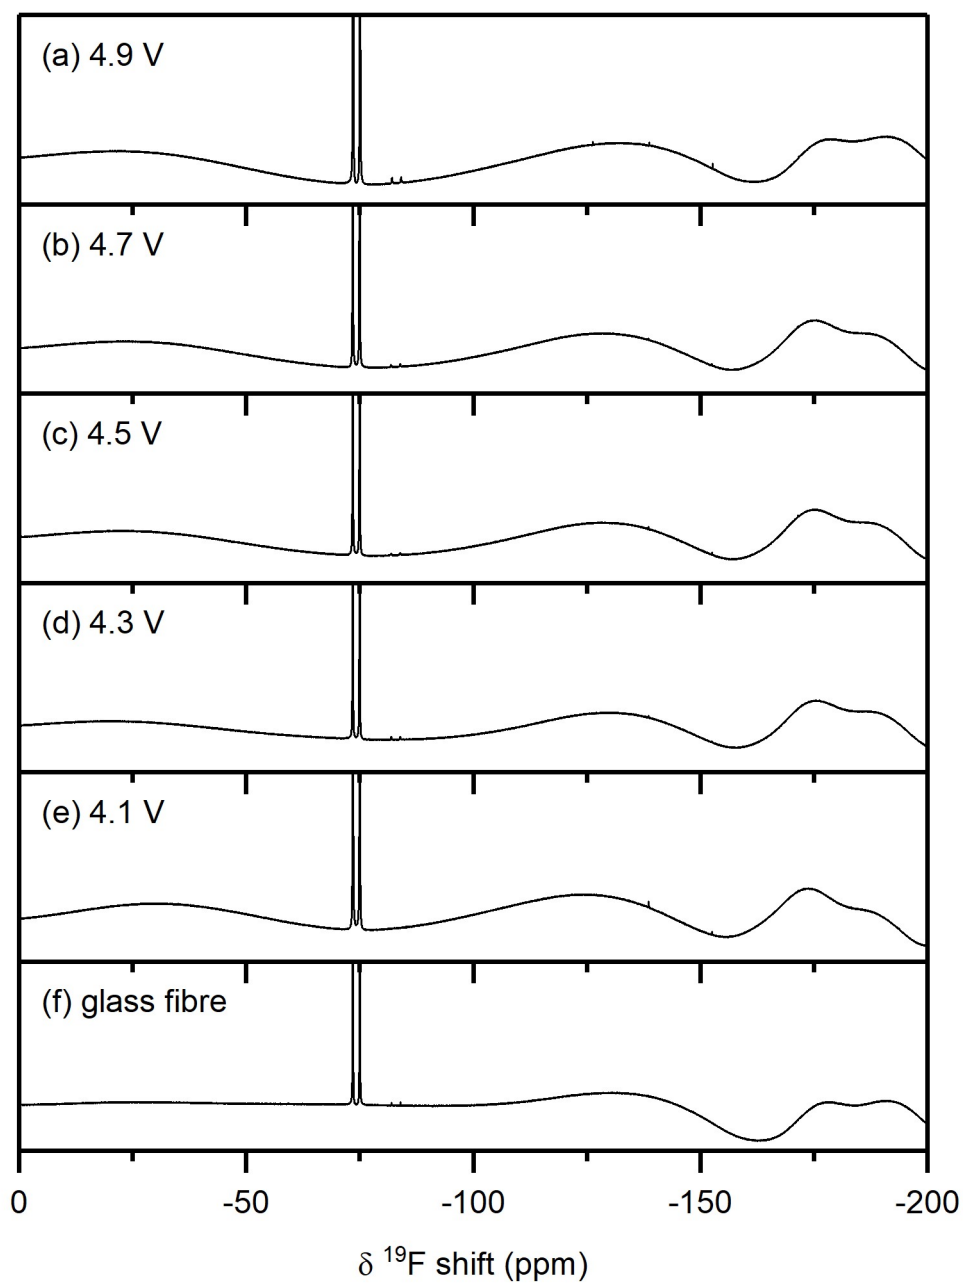 (a) 4.9 V
(b) 4.7 V
(c) 4.5 V
(d) 4.3 V
(e) 4.1 V
(f) glass fibre
0 -50 -100 -150 -200
δ ¹⁹F shift (ppm)